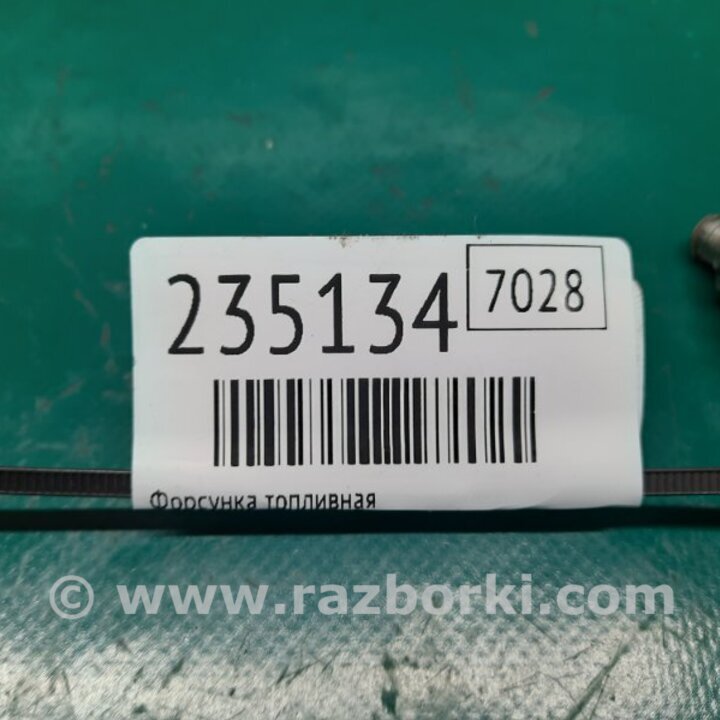 235134 7028
Форсунка топливная
© www.razborki.com